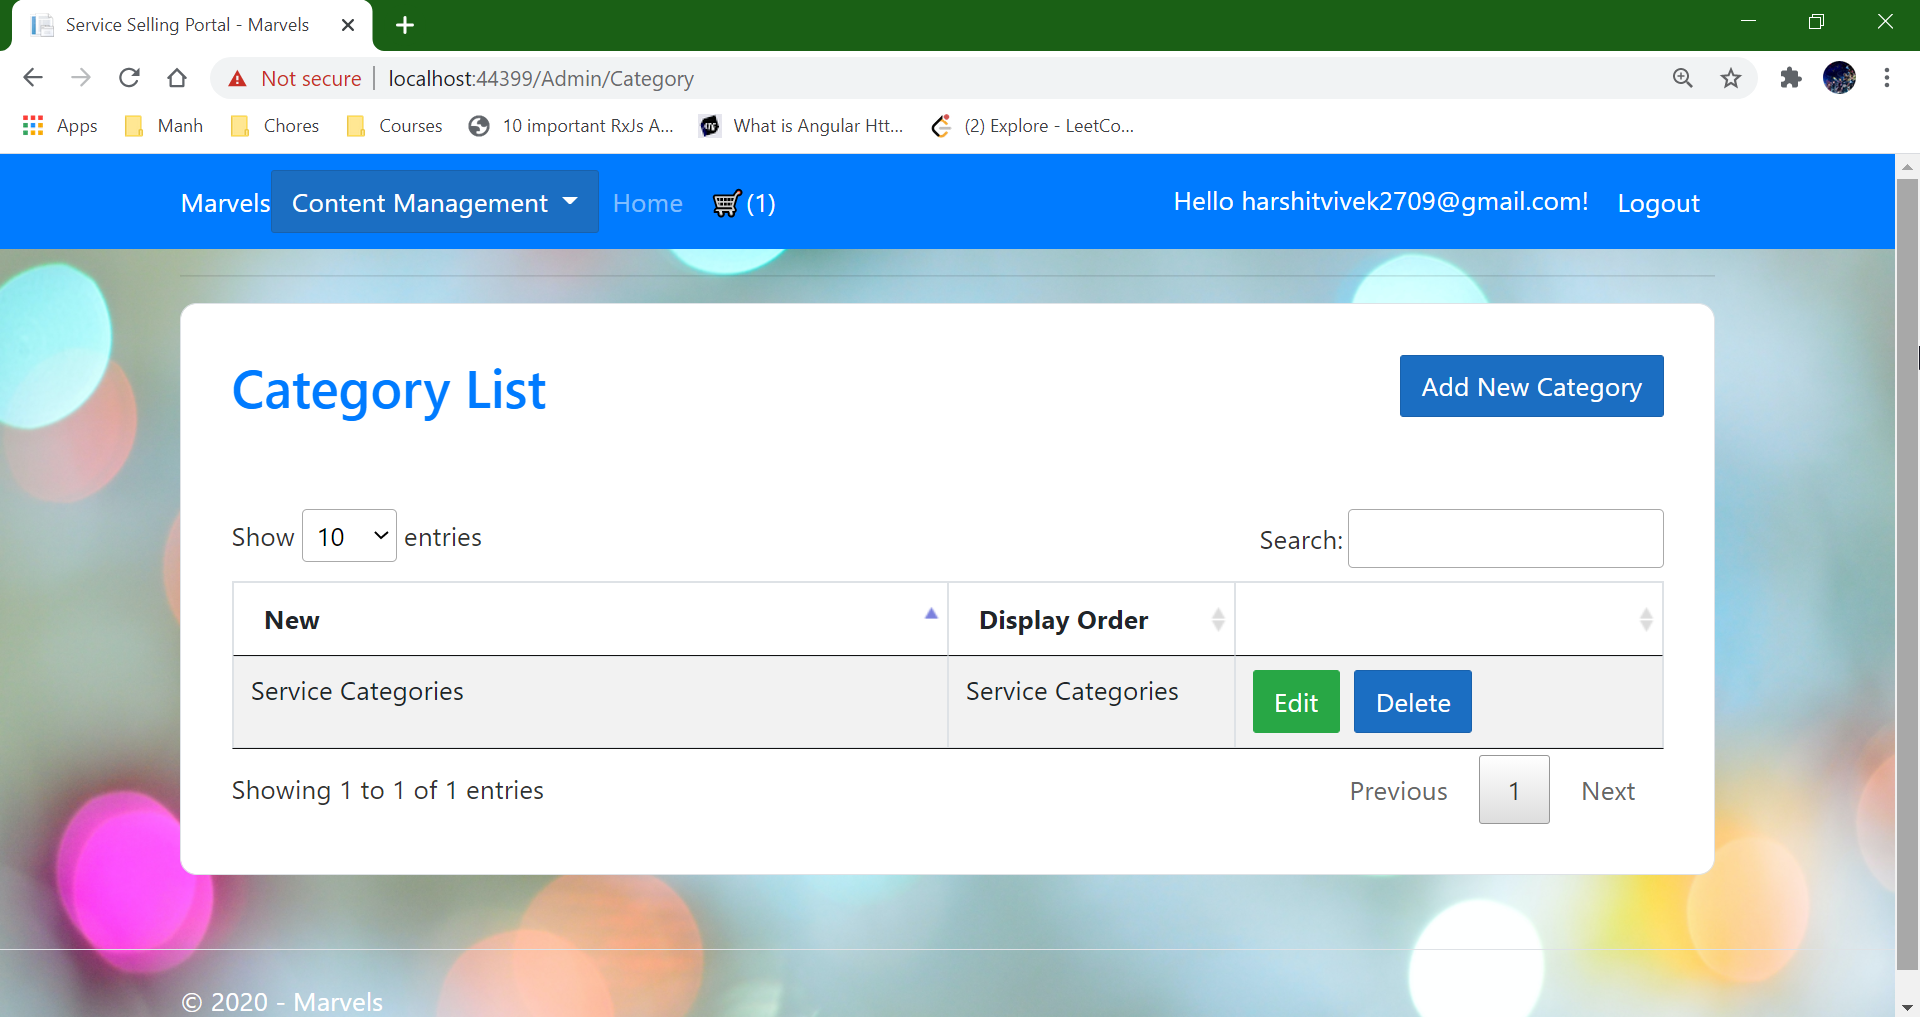 Service Selling Portal - Marvels
Not secure localhost:44399/Admin/Category
Apps Manh Chores Courses 10 important RxJs A... What is Angular Htt... (2) Explore - LeetCo...
Marvels Content Management Home (1) Hello harshitvivek2709@gmail.com! Logout
Category List Add New Category
Show 10 entries Search:
New Display Order
Service Categories Service Categories Edit Delete
Showing 1 to 1 of 1 entries Previous 1 Next
© 2020 - Marvels